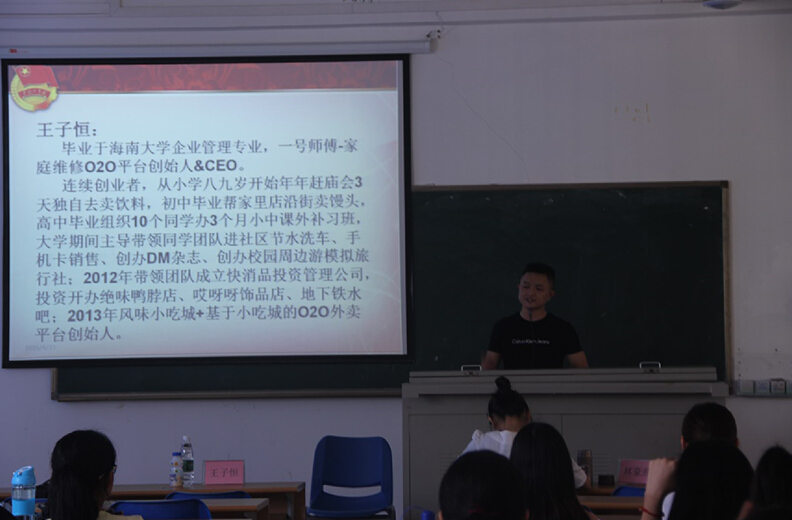 王子恒：
毕业于海南大学企业管理专业，一号师傅-家
庭维修O2O平台创始人&CEO。
连续创业者，从小学八九岁开始年年赶庙会3
天独自去卖饮料，初中毕业帮家里店沿街卖馒头，
高中毕业组织10个同学办3个月小中课外补习班，
大学期间主导带领同学团队进社区节水洗车、手
机卡销售、创办DM杂志、创办校园周边游模拟旅
行社；2012年带领团队成立快消品投资管理公司，
投资开办绝味鸭脖店、哎呀呀饰品店、地下铁水
吧；2013年风味小吃城+基于小吃城的O2O外卖
平台创始人。
Calvin Klein Jeans
王子恒